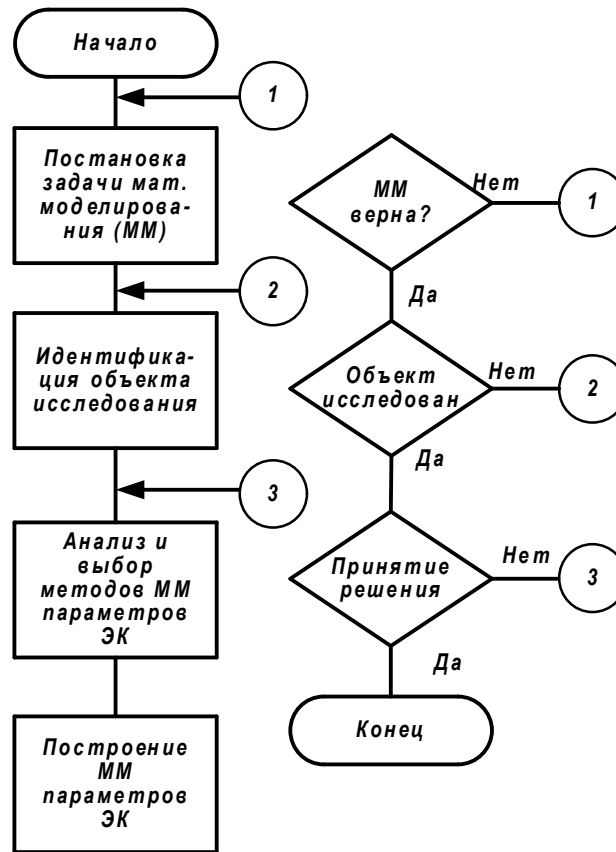 Начало
1
Постановка
задачи мат.
моделирова-
ния (ММ)
2
Идентифика-
ция объекта
исследования
3
Анализ и
выбор
методов ММ
параметров
ЭК
Построение
ММ
параметров
ЭК
ММ
верна?
Нет
1
Да
Объект
исследован
Нет
2
Да
Принятие
решения
Нет
3
Да
Конец